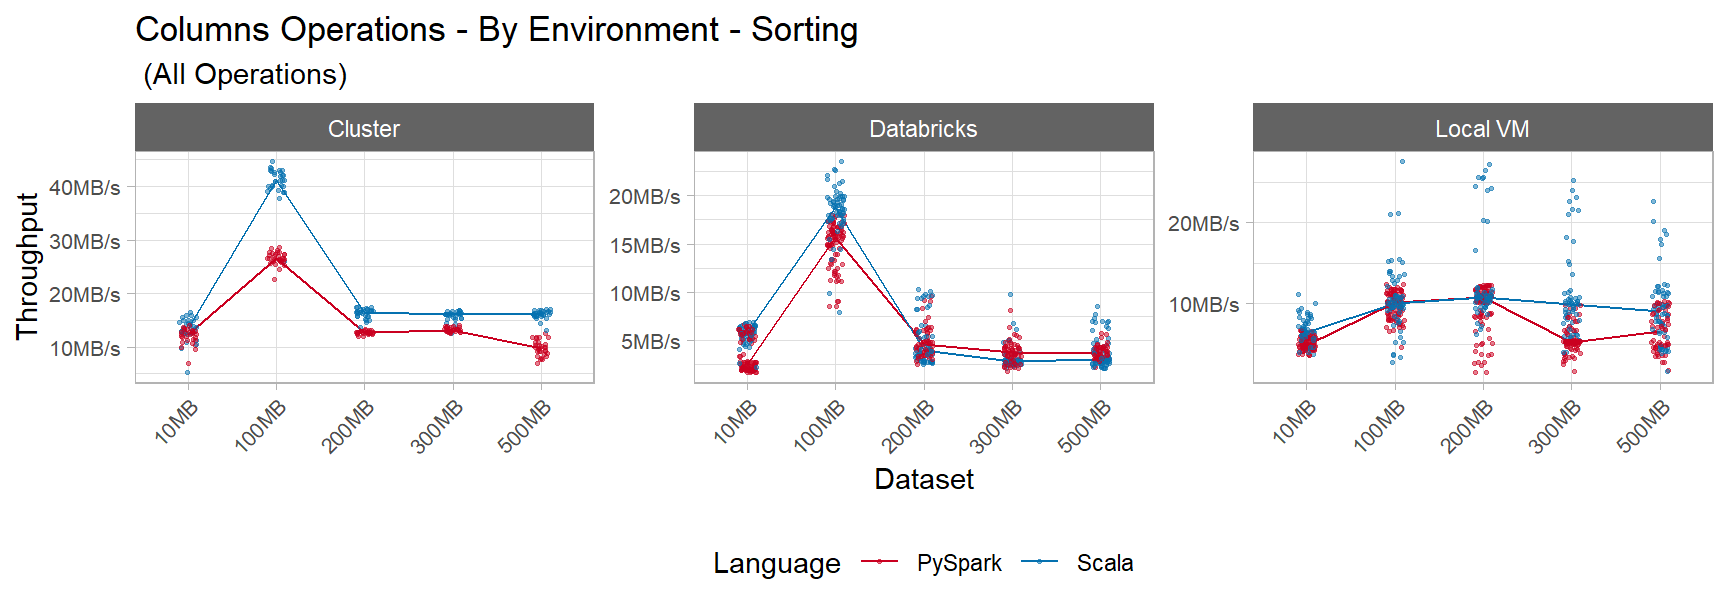 Columns Operations - By Environment - Sorting
(All Operations)
Cluster
Databricks
Local VM
Throughput
40MB/s
30MB/s
20MB/s
10MB/s
20MB/s
15MB/s
10MB/s
5MB/s
20MB/s
10MB/s
10MB 100MB 200MB 300MB 500MB
10MB 100MB 200MB 300MB 500MB
10MB 100MB 200MB 300MB 500MB
Dataset
Language PySpark Scala